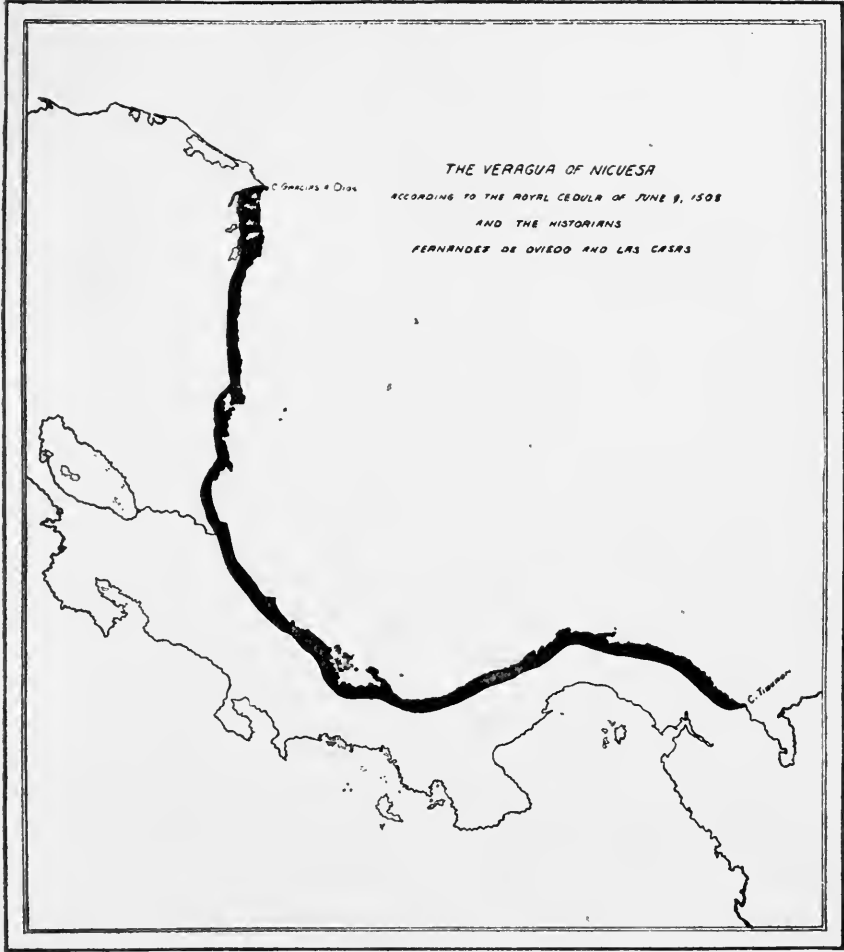 THE VERAGUA OF NICUESA
ACCORDING TO THE ROYAL CEDULA OF JUNE 9, 1508
AND THE HISTORIANS
FERNANDEZ DE OVIEDO AND LAS CASAS
C. GRACIAS A DIOS
C. TIBURON